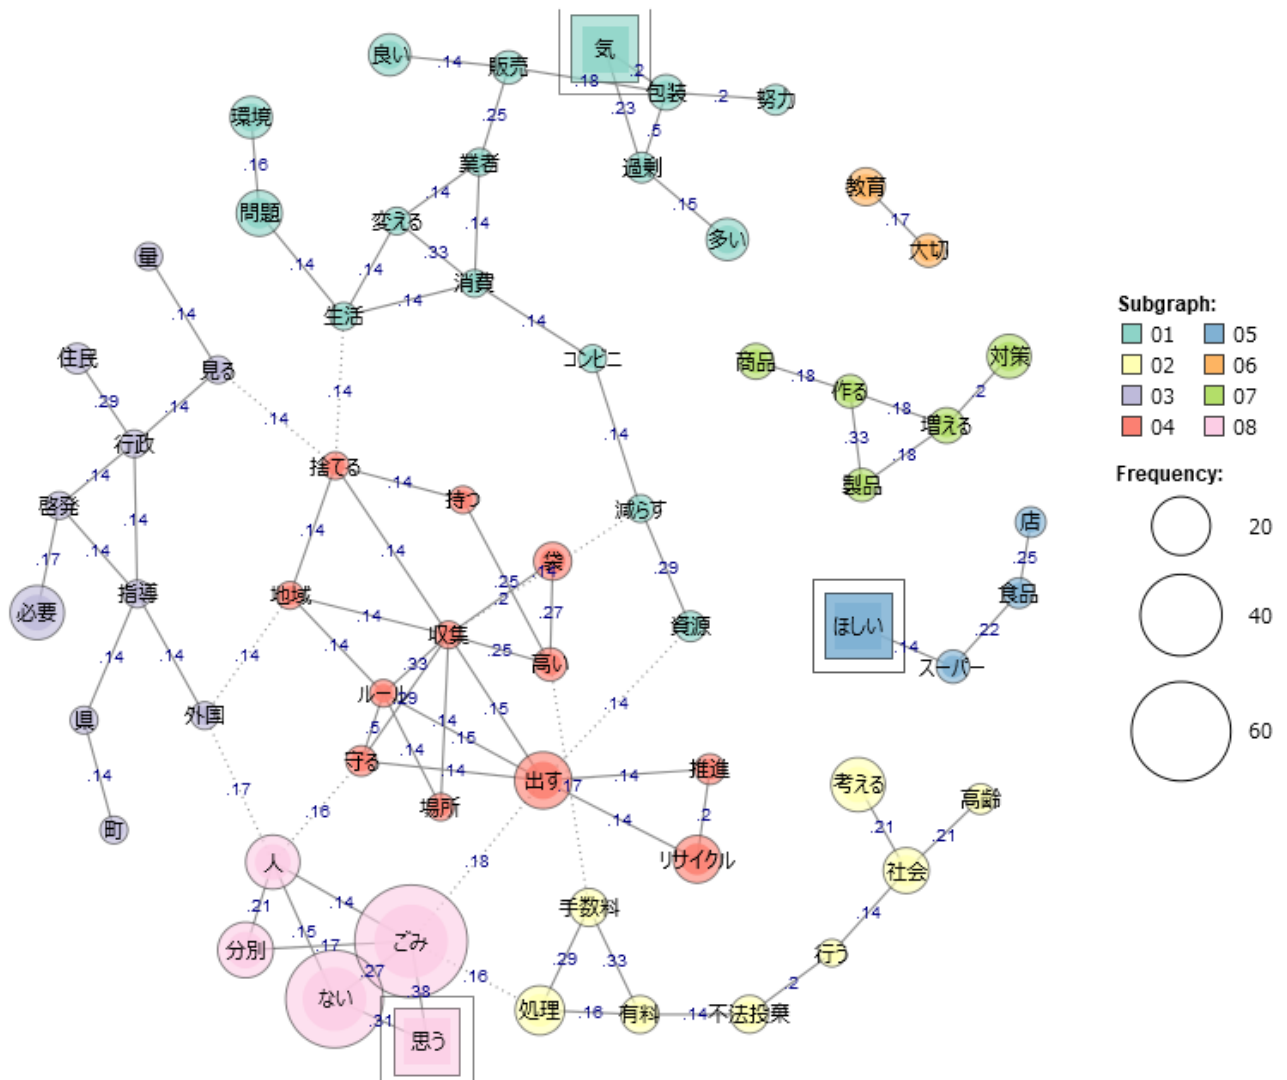 気
良い
.14
販売
.18
.2
包装
.2
努力
.23
.5
環境
.25
.16
業者
過剰
教育
.14
.15
.17
問題
変える
.14
多い
大切
.33
量
.14
.14
消費
.14
Subgraph:
01 05
02 06
03 07
04 08
.14
生活
.14
住民
見る
コンビニ
商品
対策
.18
.2
.29
.14
.14
.14
作る
.18
増える
行政
.14
.33
.18
捨てる
.14
製品
Frequency:
20
40
60
.14
啓発
.14
持つ
減らす
店
.14
.14
.14
.17
袋
.14
.25
.25
.29
必要
指導
地域
.2
.27
食品
.14
収集
資源
ほしい
.22
.14
スーパー
.14
.14
.14
.14
.33
.25
高い
県
外国
ルール
.29
.15
.14
.5
.14
.15
.14
守る
.14
出す
.17
.14
推進
.14
.17
.16
場所
.14
.2
考える
高齢
町
.21
.21
人
.18
リサイクル
社会
.21
.14
手数料
.14
分別
.15
.17
ごみ
行う
.27
.16
.29
.33
.2
ない
.38
.31
思う
処理
.16
有料
.14
不法投棄